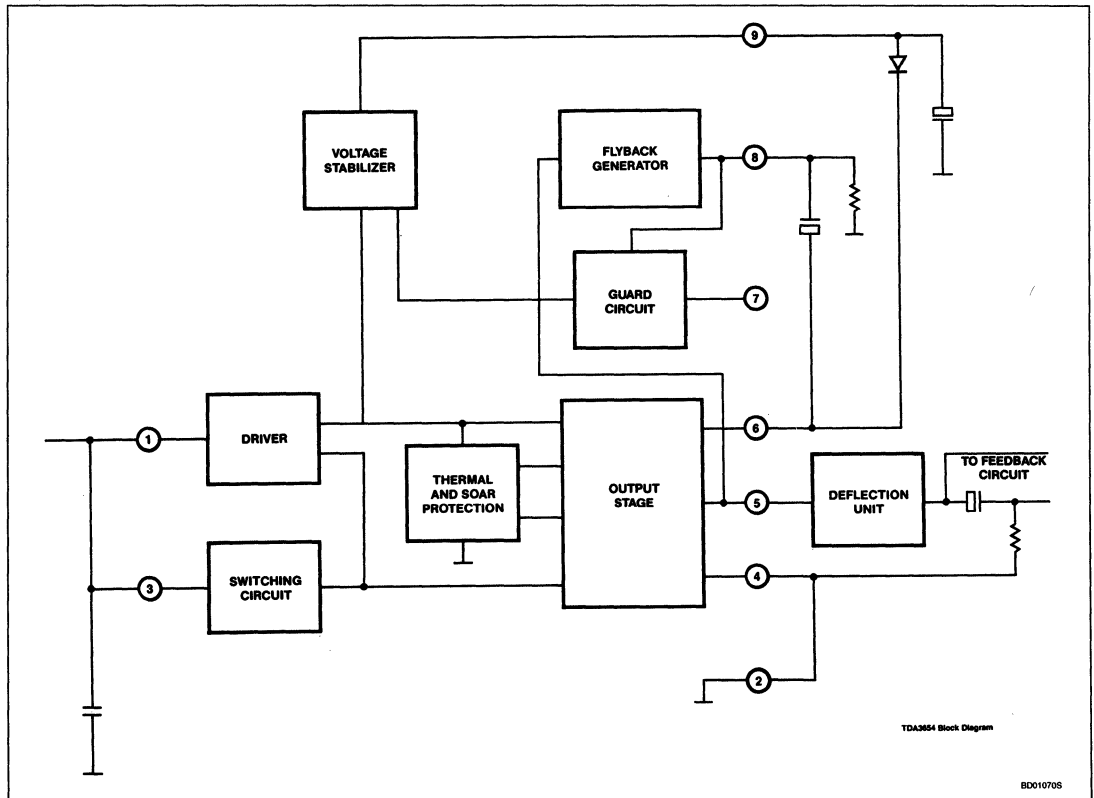 9
VOLTAGE
STABILIZER
FLYBACK
GENERATOR
8
GUARD
CIRCUIT
7
1
DRIVER
THERMAL
AND SOAR
PROTECTION
OUTPUT
STAGE
6
TO FEEDBACK
CIRCUIT
5
DEFLECTION
UNIT
3
SWITCHING
CIRCUIT
4
2
TDA3654 Block Diagram
BD01070S